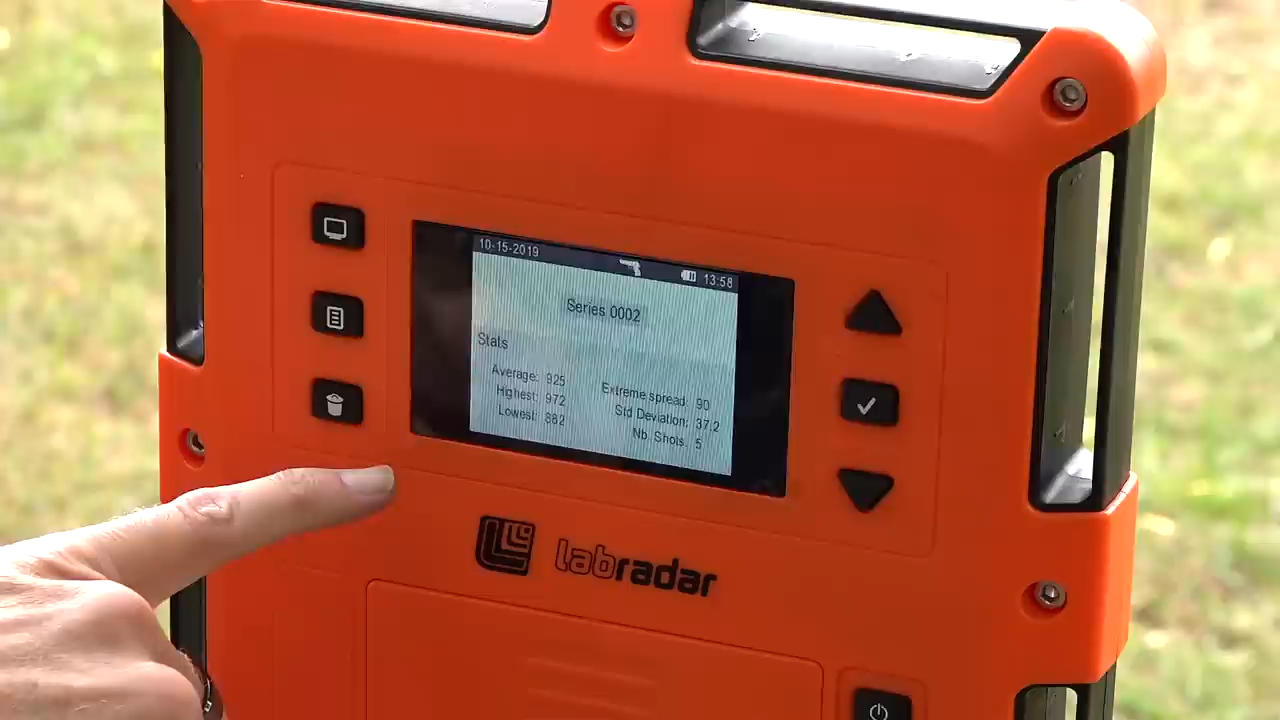 10-15-2019 13:58
Series 0002
Stats
Average: 925
Highest: 972
Lowest: 882
Extreme spread: 90
Std Deviation: 37.2
Nb. Shots: 5
labradar